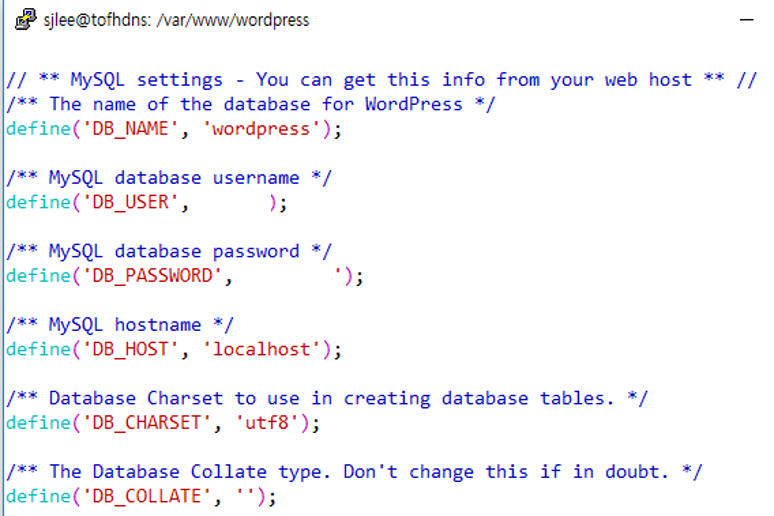 sjlee@tofhdns: /var/www/wordpress
// ** MySQL settings - You can get this info from your web host ** //
/** The name of the database for WordPress */
define('DB_NAME', 'wordpress');
/** MySQL database username */
define('DB_USER', );
/** MySQL database password */
define('DB_PASSWORD', ');
/** MySQL hostname */
define('DB_HOST', 'localhost');
/** Database Charset to use in creating database tables. */
define('DB_CHARSET', 'utf8');
/** The Database Collate type. Don't change this if in doubt. */
define('DB_COLLATE', '');